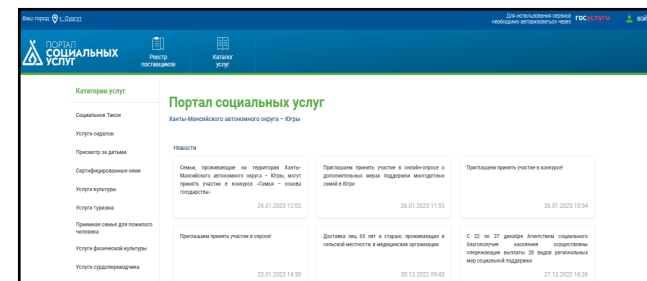 Ваш город: г. Сургут
Для использования сервисов
необходимо авторизоваться через
госуслуги
ВОЙ
ПОРТАЛ
СОЦИАЛЬНЫХ
УСЛУГ
Реестр
поставщиков
Каталог
услуг
Категории услуг
Социальное Такси
Услуги сиделок
Присмотр за детьми
Сертифицированные няни
Услуги культуры
Услуги туризма
Приемная семья для пожилого
человека
Услуги физической культуры
Услуги сурдопереводчика
Портал социальных услуг
Ханты-Мансийского автономного округа – Югры
Новости
Семьи, проживающие на территории Ханты-
Мансийского автономного округа – Югры, могут
принять участие в конкурсе «Семья – основа
государства»
26.01.2023 12:02
Приглашаем принять участие в онлайн-опросе о
дополнительных мерах поддержки многодетных
семей в Югре
26.01.2023 11:53
Приглашаем принять участие в конкурсе!
26.01.2023 10:34
Приглашаем принять участие в опросе!
23.01.2023 14:50
Доставка лиц 65 лет и старше, проживающих в
сельской местности, в медицинские организации
30.12.2022 09:43
С 22 по 27 декабря Агентством социального
благополучия населения осуществлены
опережающие выплаты 28 видов региональных
мер социальной поддержки
27.12.2022 16:26